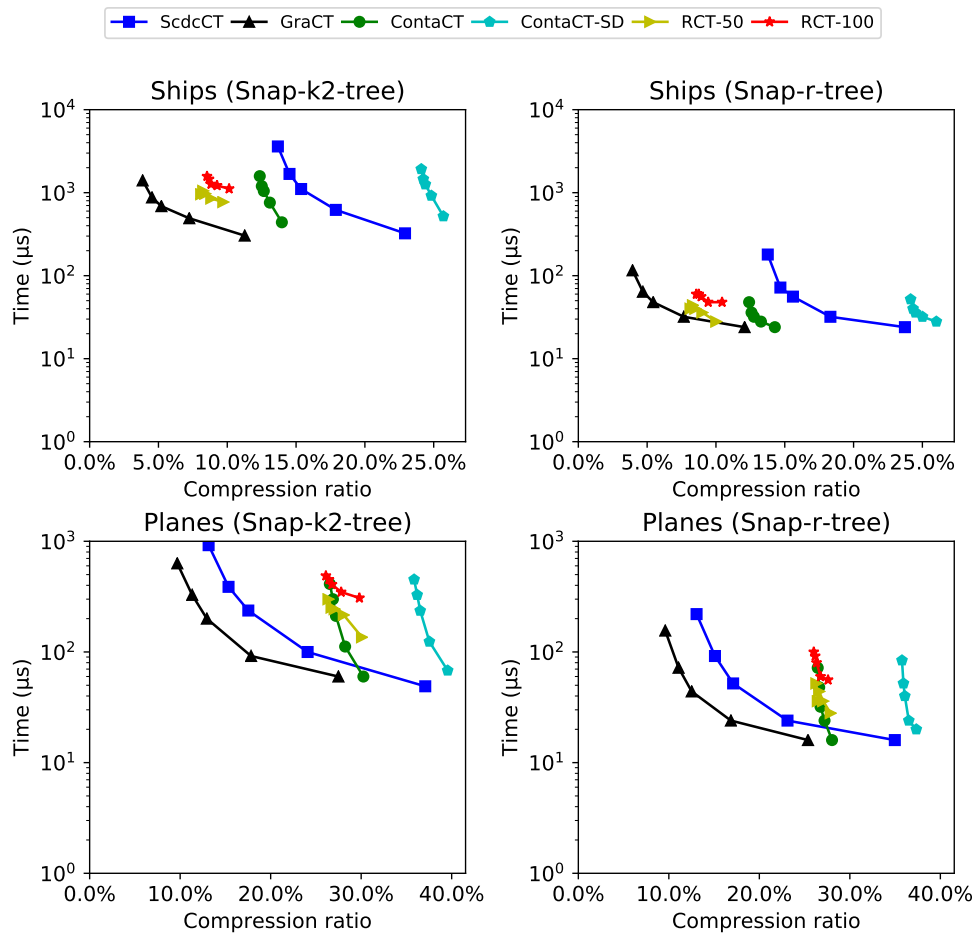 ScdcCT GraCT ContaCT ContaCT-SD RCT-50 RCT-100
Ships (Snap-k2-tree)
10⁴
10³
10²
10¹
10⁰
Time (µs)
0.0% 5.0% 10.0% 15.0% 20.0% 25.0%
Compression ratio
Ships (Snap-r-tree)
10⁴
10³
10²
10¹
10⁰
Time (µs)
0.0% 5.0% 10.0% 15.0% 20.0% 25.0%
Compression ratio
Planes (Snap-k2-tree)
10³
10²
10¹
10⁰
Time (µs)
0.0% 10.0% 20.0% 30.0% 40.0%
Compression ratio
Planes (Snap-r-tree)
10³
10²
10¹
10⁰
Time (µs)
0.0% 10.0% 20.0% 30.0% 40.0%
Compression ratio